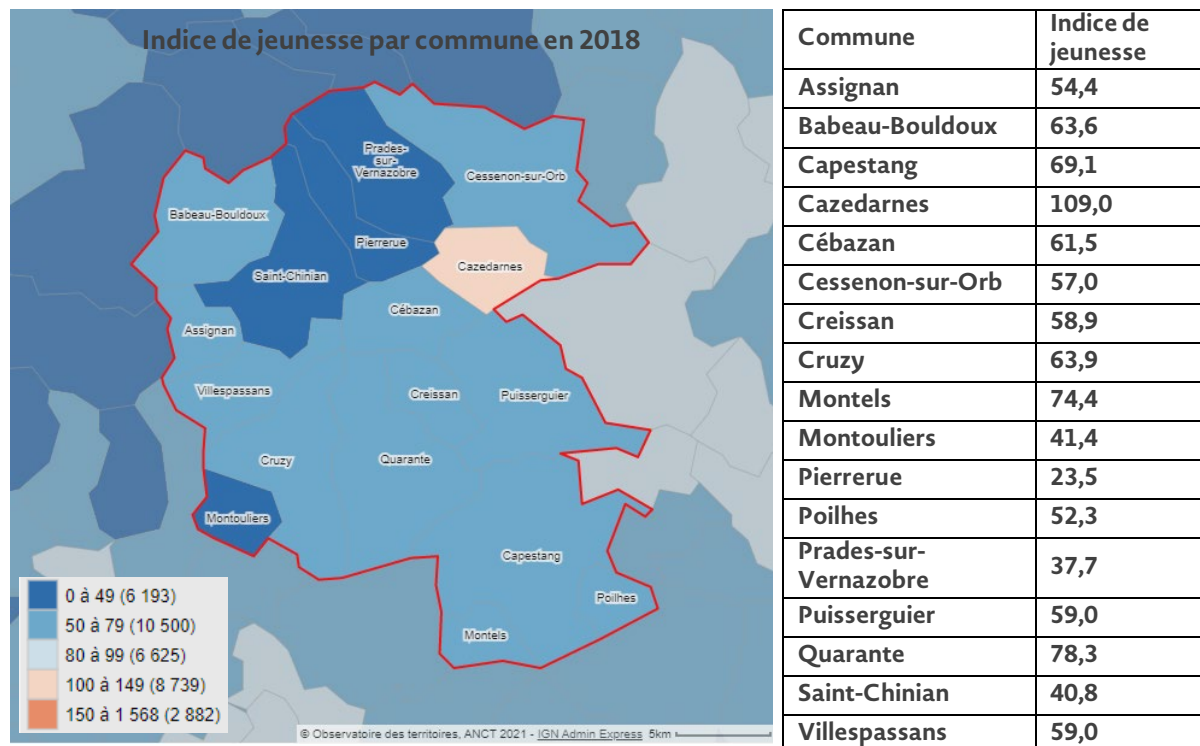 Indice de jeunesse par commune en 2018
Prades-
sur-
Vernazobre
Cessenon-sur-Orb
Babeau-Bouldoux
Pierrerue
Cazedarnes
Saint-Chinian
Cébazan
Assignan
Villespassans
Creissan
Puisserguier
Cruzy
Quarante
Montouliers
Capestang
Poilhes
Montels
0 à 49 (6 193)
50 à 79 (10 500)
80 à 99 (6 625)
100 à 149 (8 739)
150 à 1 568 (2 882)
© Observatoire des territoires, ANCT 2021 - IGN Admin Express 5km
Commune Indice de
jeunesse
Assignan 54,4
Babeau-Bouldoux 63,6
Capestang 69,1
Cazedarnes 109,0
Cébazan 61,5
Cessenon-sur-Orb 57,0
Creissan 58,9
Cruzy 63,9
Montels 74,4
Montouliers 41,4
Pierrerue 23,5
Poilhes 52,3
Prades-sur-
Vernazobre 37,7
Puisserguier 59,0
Quarante 78,3
Saint-Chinian 40,8
Villespassans 59,0